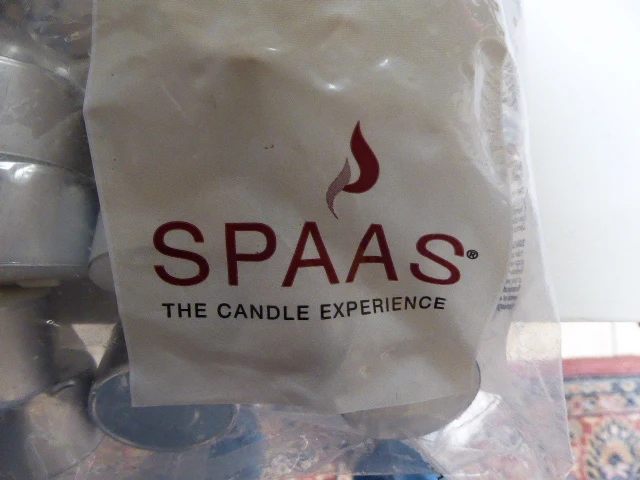 SPAAS®
THE CANDLE EXPERIENCE